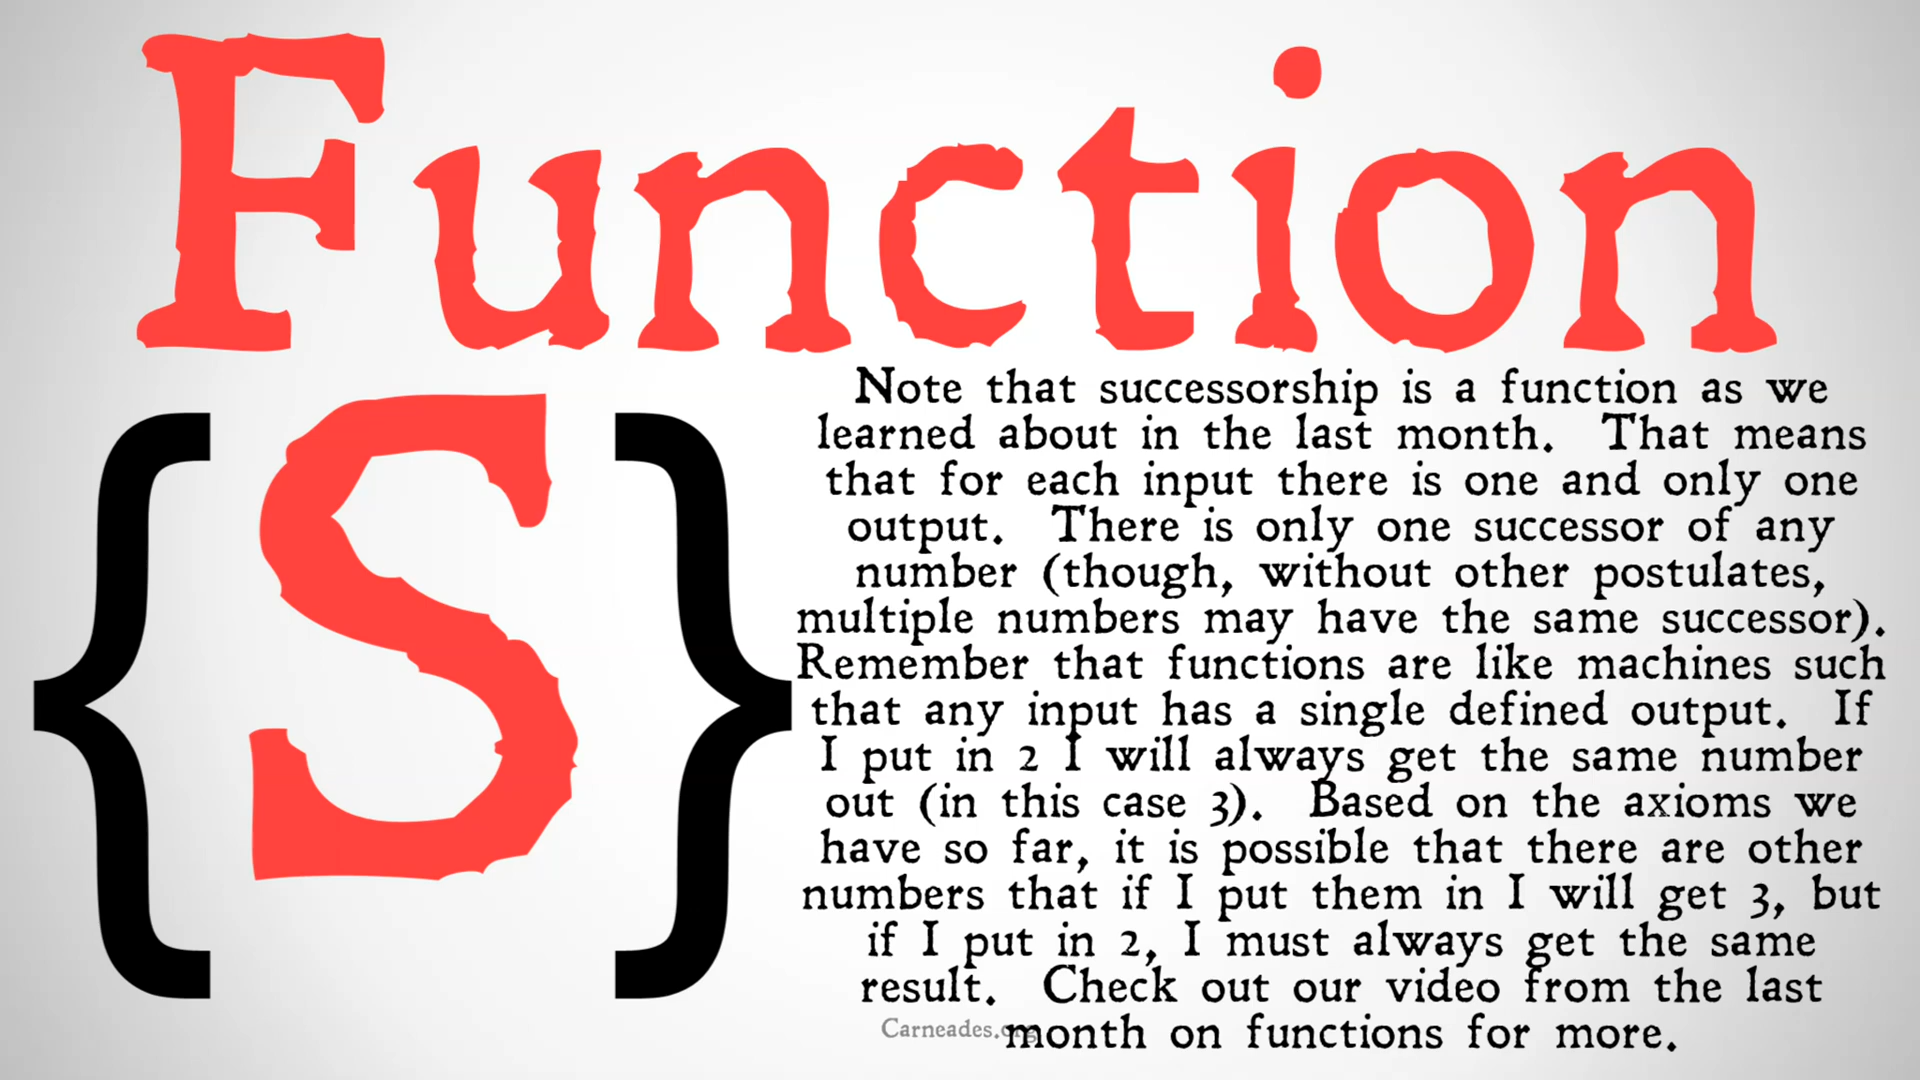 Function
{S}
Note that successorship is a function as we
learned about in the last month. That means
that for each input there is one and only one
output. There is only one successor of any
number (though, without other postulates,
multiple numbers may have the same successor).
Remember that functions are like machines such
that any input has a single defined output. If
I put in 2 I will always get the same number
out (in this case 3). Based on the axioms we
have so far, it is possible that there are other
numbers that if I put them in I will get 3, but
if I put in 2, I must always get the same
result. Check out our video from the last
month on functions for more.
Carneades.org